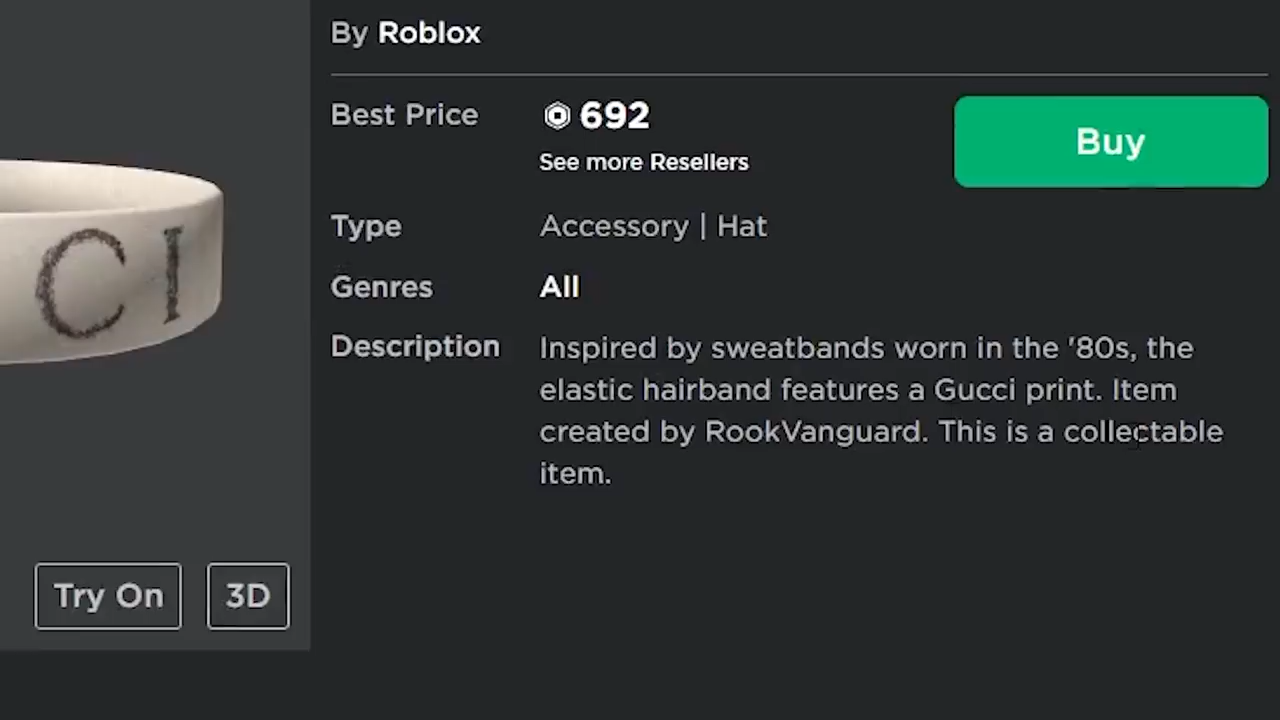 By Roblox
Best Price
692
Buy
See more Resellers
Type
Accessory | Hat
Genres
All
Description
Inspired by sweatbands worn in the '80s, the
elastic hairband features a Gucci print. Item
created by RookVanguard. This is a collectable
item.
CI
Try On
3D